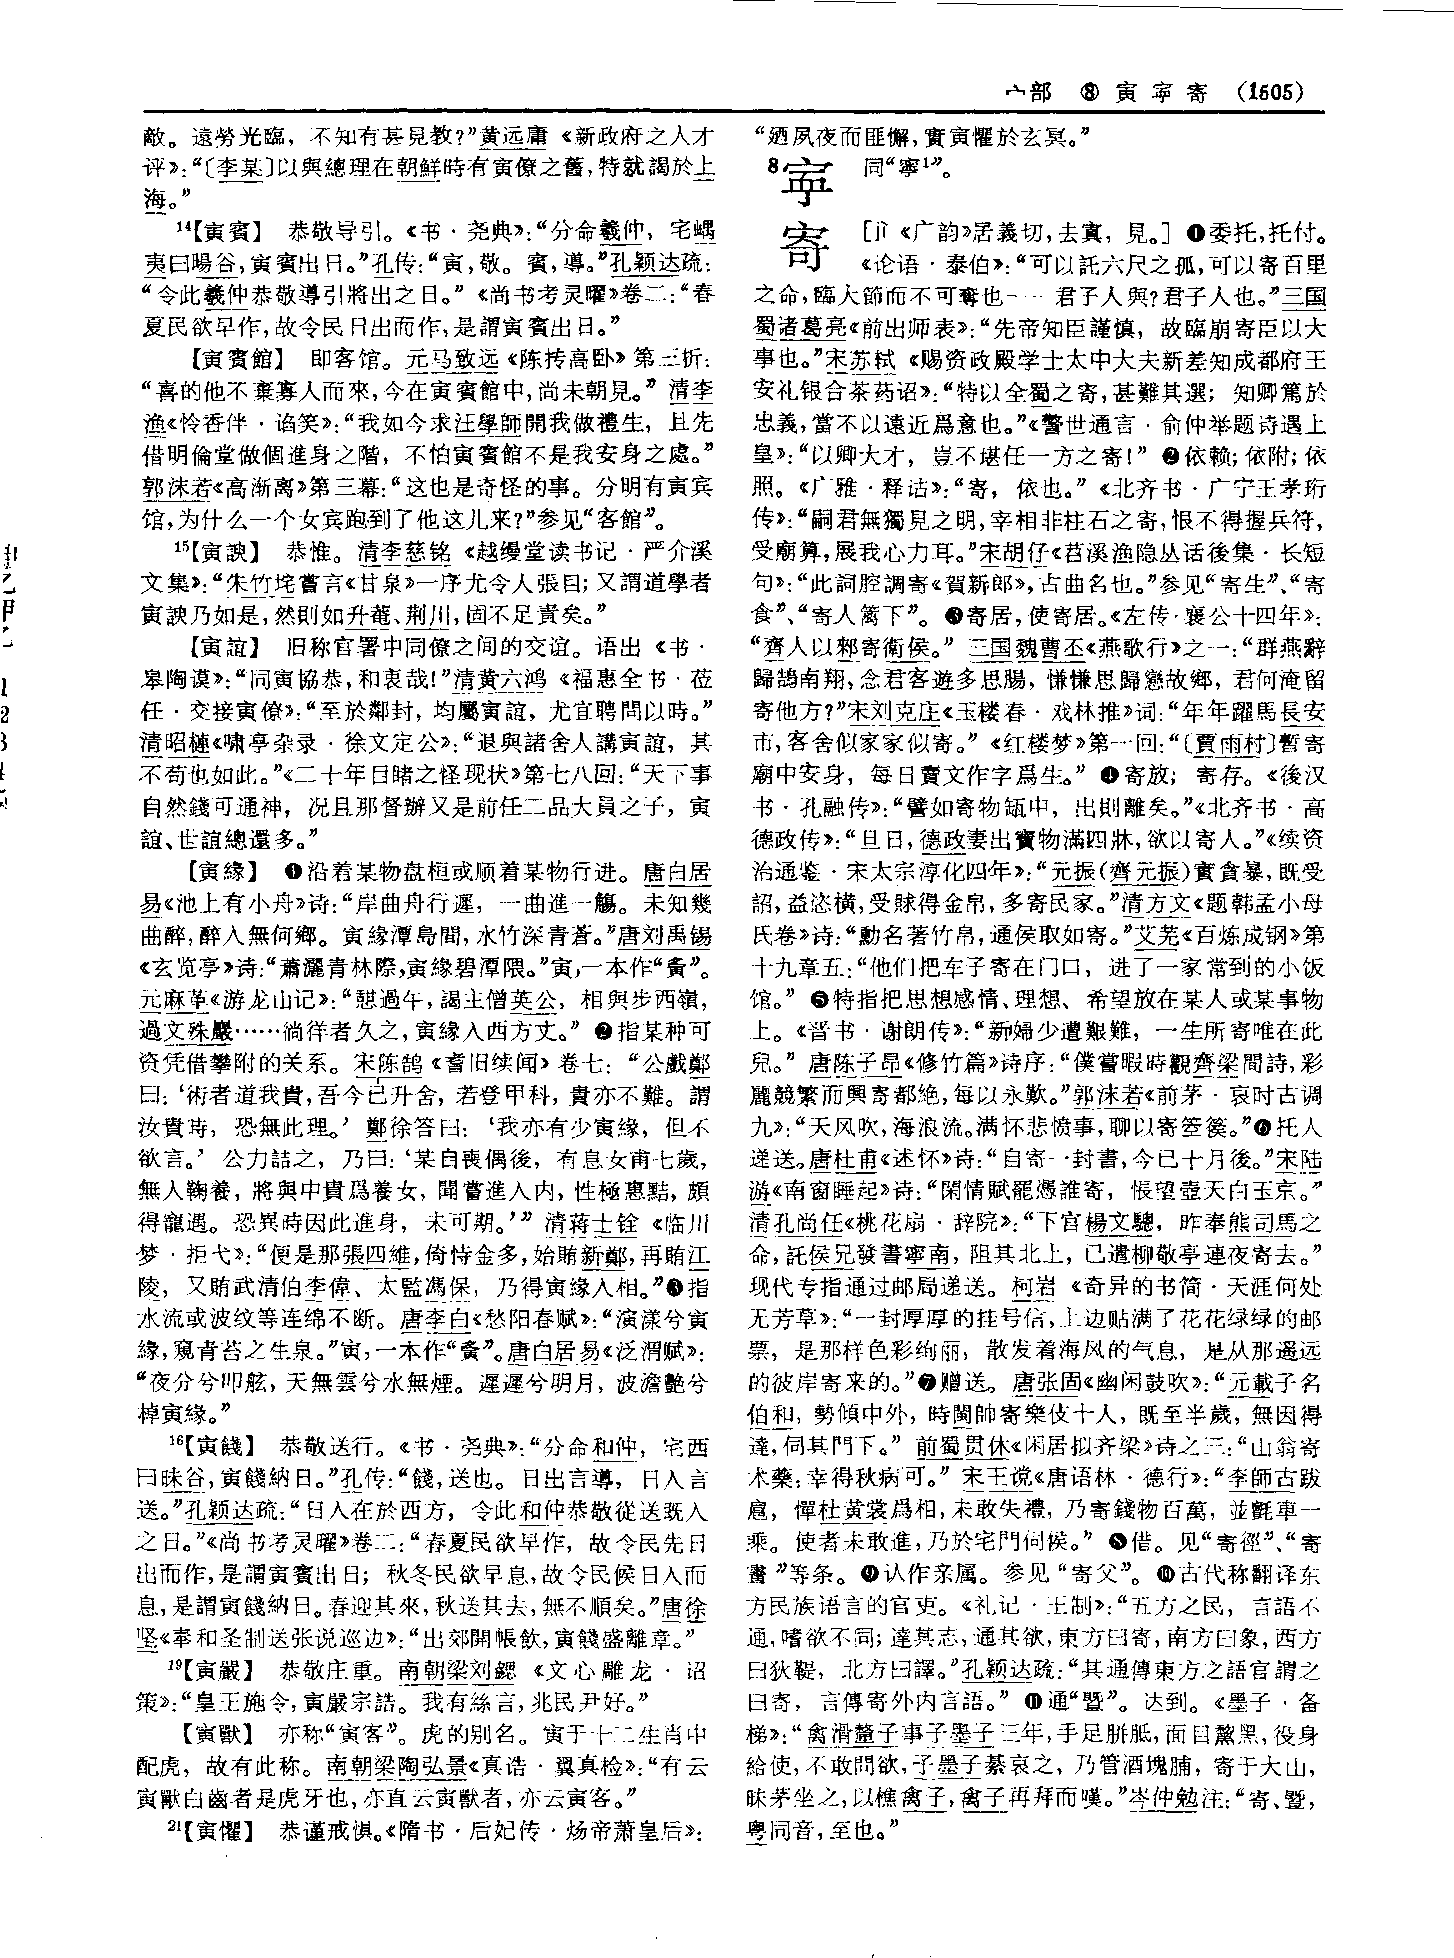 宀部 ⑧ 寅寍寄 (1505)
敵。遠勞光臨，不知有甚見教？”黄远庸《新政府之人才
评》：“〔李某〕以與總理在朝鮮時有寅僚之舊，特就謁於上
海。”
14【寅賓】 恭敬导引。《书·尧典》：“分命羲仲，宅嵎
夷曰暘谷，寅賓出日。”孔传：“寅，敬。賓，導。”孔颖达疏：
“令此羲仲恭敬導引將出之日。”《尚书考灵曜》卷二：“春
夏民欲早作，故令民日出而作，是謂寅賓出日。”
【寅賓館】 即客馆。元马致远《陈抟高卧》第三折：
“喜的他不棄寡人而來，今在寅賓館中，尚未朝見。”清李
渔《怜香伴·谄笑》：“我如今求汪學師開我做禮生，且先
借明倫堂做個進身之階，不怕寅賓館不是我安身之處。”
郭沫若《高渐离》第三幕：“这也是奇怪的事。分明有寅宾
馆，为什么一个女宾跑到了他这儿来？”参见“客館”。
15【寅諛】 恭惟。清李慈铭《越缦堂读书记·严介溪
文集》：“朱竹垞嘗言《甘泉》一序尤令人張目；又謂道學者
寅諛乃如是，然則如升菴、荆川，固不足責矣。”
【寅誼】 旧称官署中同僚之间的交谊。语出《书·
皋陶谟》：“同寅協恭，和衷哉！”清黄六鸿《福惠全书·莅
任·交接寅僚》：“至於鄰封，均屬寅誼，尤宜聘問以時。”
清昭槤《啸亭杂录·徐文定公》：“退與諸舍人講寅誼，其
不苟也如此。”《二十年目睹之怪现状》第七八回：“天下事
自然錢可通神，况且那督辦又是前任二品大員之子，寅
誼、世誼總還多。”
【寅緣】 ❶沿着某物盘桓或顺着某物行进。唐白居
易《池上有小舟》诗：“岸曲舟行遲，一曲進一觴。未知幾
曲醉，醉入無何鄉。寅緣潭島間，水竹深青蒼。”唐刘禹锡
《玄览亭》诗：“蕭灑青林際，寅緣碧潭隈。”寅，一本作“夤”。
元麻革《游龙山记》：“憩過午，謁主僧英公，相與步西嶺，
過文殊巖……徜徉者久之，寅緣入西方丈。”❷指某种可
资凭借攀附的关系。宋陈鹄《耆旧续闻》卷七：“公戲鄭
曰：‘術者道我貴，吾今已升舍，若登甲科，貴亦不難。謂
汝貴時，恐無此理。’鄭徐答曰：‘我亦有少寅緣，但不
欲言。’公力詰之，乃曰：‘某自喪偶後，有息女甫七歲，
無人鞠養，將與中貴爲養女，聞嘗進入内，性極惠黠，頗
得寵遇。恐異時因此進身，未可期。’”清蒋士铨《临川
梦·拒弋》：“便是那張四維，倚恃金多，始賄新鄭，再賄江
陵，又賄武清伯李偉、太監馮保，乃得寅緣入相。”❸指
水流或波纹等连绵不断。唐李白《愁阳春赋》：“演漾兮寅
緣，窺青苔之生泉。”寅，一本作“夤”。唐白居易《泛渭赋》：
“夜分兮叩舷，天無雲兮水無煙。遲遲兮明月，波澹艷兮
棹寅緣。”
16【寅餞】 恭敬送行。《书·尧典》：“分命和仲，宅西
曰昧谷，寅餞納日。”孔传：“餞，送也。日出言導，日入言
送。”孔颖达疏：“日入在於西方，令此和仲恭敬從送既入
之日。”《尚书考灵曜》卷二：“春夏民欲早作，故令民先日
出而作，是謂寅賓出日；秋冬民欲早息，故令民候日入而
息，是謂寅餞納日。春迎其來，秋送其去，無不順矣。”唐徐
坚《奉和圣制送张说巡边》：“出郊開帳飲，寅餞盛離章。”
19【寅嚴】 恭敬庄重。南朝梁刘勰《文心雕龙·诏
策》：“皇王施令，寅嚴宗誥。我有絲言，兆民尹好。”
【寅獸】 亦称“寅客”。虎的别名。寅于十二生肖中
配虎，故有此称。南朝梁陶弘景《真诰·翼真检》：“有云
寅獸白齒者是虎牙也，亦直云寅獸者，亦云寅客。”
21【寅懼】 恭谨戒惧。《隋书·后妃传·炀帝萧皇后》：
“迺夙夜而匪懈，實寅懼於玄冥。”
8寍 同“寧1”。
寄 [jì《广韵》居義切，去寘，見。] ❶委托，托付。
《论语·泰伯》：“可以託六尺之孤，可以寄百里
之命，臨大節而不可奪也……君子人與？君子人也。”三国
蜀诸葛亮《前出师表》：“先帝知臣謹慎，故臨崩寄臣以大
事也。”宋苏轼《赐资政殿学士太中大夫新差知成都府王
安礼银合茶药诏》：“特以全蜀之寄，甚難其選；知卿篤於
忠義，當不以遠近爲意也。”《警世通言·俞仲举题诗遇上
皇》：“以卿大才，豈不堪任一方之寄！”❷依赖；依附；依
照。《广雅·释诂》：“寄，依也。”《北齐书·广宁王孝珩
传》：“嗣君無獨見之明，宰相非柱石之寄，恨不得握兵符，
受廟算，展我心力耳。”宋胡仔《苕溪渔隐丛话後集·长短
句》：“此詞腔調寄《賀新郎》，古曲名也。”参见“寄生”、“寄
食”、“寄人篱下”。❸寄居，使寄居。《左传·襄公十四年》：
“齊人以郲寄衛侯。”三国魏曹丕《燕歌行》之一：“群燕辭
歸鵠南翔，念君客遊多思腸，慊慊思歸戀故鄉，君何淹留
寄他方？”宋刘克庄《玉楼春·戏林推》词：“年年躍馬長安
市，客舍似家家似寄。”《红楼梦》第一回：“〔賈雨村〕暫寄
廟中安身，每日賣文作字爲生。”❹寄放；寄存。《後汉
书·孔融传》：“譬如寄物缻中，出則離矣。”《北齐书·高
德政传》：“旦日，德政妻出寶物滿四牀，欲以寄人。”《续资
治通鉴·宋太宗淳化四年》：“元振（齊元振）實貪暴，既受
詔，益恣横，受賕得金帛，多寄民家。”清方文《题韩孟小母
氏卷》诗：“勳名著竹帛，通侯取如寄。”艾芜《百炼成钢》第
十九章五：“他们把车子寄在门口，进了一家常到的小饭
馆。”❺特指把思想感情、理想、希望放在某人或某事物
上。《晋书·谢朗传》：“新婦少遭艱難，一生所寄唯在此
兒。”唐陈子昂《修竹篇》诗序：“僕嘗暇時觀齊梁間詩，彩
麗競繁而興寄都絶，每以永歎。”郭沫若《前茅·哀时古调
九》：“天风吹，海浪流。满怀悲愤事，聊以寄箜篌。”❻托人
递送。唐杜甫《述怀》诗：“自寄一封書，今已十月後。”宋陆
游《南窗睡起》诗：“閑情賦罷憑誰寄，悵望壺天白玉京。”
清孔尚任《桃花扇·辞院》：“下官楊文驄，昨奉熊司馬之
命，託侯兄發書寧南，阻其北上，已遣柳敬亭連夜寄去。”
现代专指通过邮局递送。柯岩《奇异的书简·天涯何处
无芳草》：“一封厚厚的挂号信，上边贴满了花花绿绿的邮
票，是那样色彩绚丽，散发着海风的气息，是从那遥远
的彼岸寄来的。”❼赠送。唐张固《幽闲鼓吹》：“元載子名
伯和，勢傾中外，時閩帥寄樂伎十人，既至半歲，無因得
達，伺其門下。”前蜀贯休《闲居拟齐梁》诗之三：“山翁寄
术藥，幸得秋病可。”宋王谠《唐语林·德行》：“李師古跋
扈，憚杜黄裳爲相，未敢失禮，乃寄錢物百萬，並氈車一
乘。使者未敢進，乃於宅門伺候。”❽借。见“寄徑”、“寄
書”等条。❾认作亲属。参见“寄父”。❿古代称翻译东
方民族语言的官吏。《礼记·王制》：“五方之民，言語不
通，嗜欲不同；達其志，通其欲，東方曰寄，南方曰象，西方
曰狄鞮，北方曰譯。”孔颖达疏：“其通傳東方之語官謂之
曰寄，言傳寄外内言語。”⓫通“暨”。达到。《墨子·备
梯》：“禽滑釐子事子墨子三年，手足胼胝，面目黧黑，役身
給使，不敢問欲，子墨子綦哀之，乃管酒塊脯，寄于大山，
昧茅坐之，以樵禽子，禽子再拜而嘆。”岑仲勉注：“寄、暨，
粤同音，至也。”